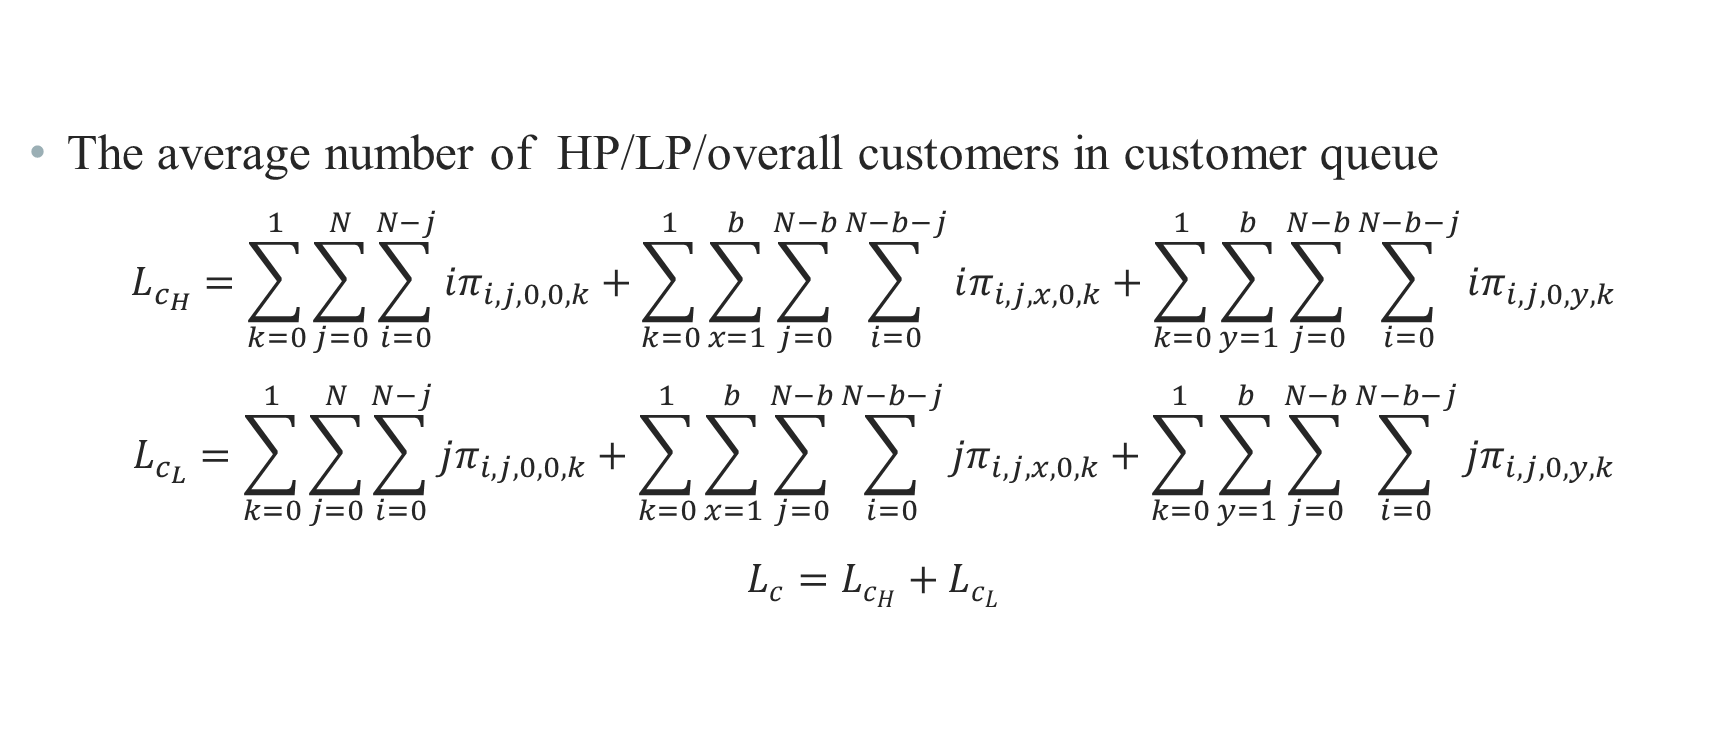 • The average number of HP/LP/overall customers in customer queue
$L_{c_H} = \sum_{k=0}^{1} \sum_{j=0}^{N} \sum_{i=0}^{N-j} i\pi_{i,j,0,0,k} + \sum_{k=0}^{1} \sum_{x=1}^{b} \sum_{j=0}^{N-b} \sum_{i=0}^{N-b-j} i\pi_{i,j,x,0,k} + \sum_{k=0}^{1} \sum_{y=1}^{b} \sum_{j=0}^{N-b} \sum_{i=0}^{N-b-j} i\pi_{i,j,0,y,k}$
$L_{c_L} = \sum_{k=0}^{1} \sum_{j=0}^{N} \sum_{i=0}^{N-j} j\pi_{i,j,0,0,k} + \sum_{k=0}^{1} \sum_{x=1}^{b} \sum_{j=0}^{N-b} \sum_{i=0}^{N-b-j} j\pi_{i,j,x,0,k} + \sum_{k=0}^{1} \sum_{y=1}^{b} \sum_{j=0}^{N-b} \sum_{i=0}^{N-b-j} j\pi_{i,j,0,y,k}$
$L_c = L_{c_H} + L_{c_L}$